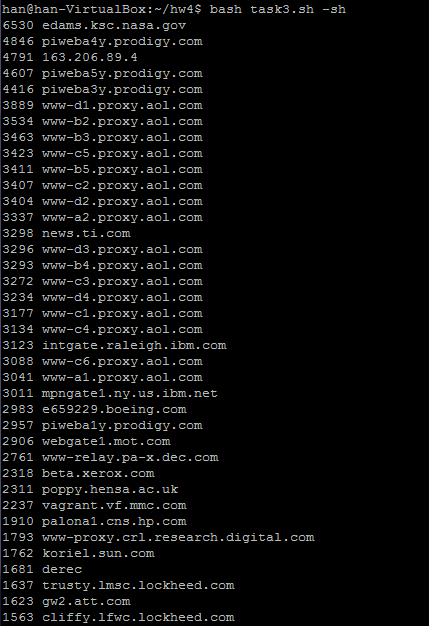 han@han-VirtualBox:~/hw4$ bash task3.sh -sh
6530 edams.ksc.nasa.gov
4846 piweba4y.prodigy.com
4791 163.206.89.4
4607 piweba5y.prodigy.com
4416 piweba3y.prodigy.com
3889 www-d1.proxy.aol.com
3534 www-b2.proxy.aol.com
3463 www-b3.proxy.aol.com
3423 www-c5.proxy.aol.com
3411 www-b5.proxy.aol.com
3407 www-c2.proxy.aol.com
3404 www-d2.proxy.aol.com
3337 www-a2.proxy.aol.com
3298 news.ti.com
3296 www-d3.proxy.aol.com
3293 www-b4.proxy.aol.com
3272 www-c3.proxy.aol.com
3234 www-d4.proxy.aol.com
3177 www-c1.proxy.aol.com
3134 www-c4.proxy.aol.com
3123 intgate.raleigh.ibm.com
3088 www-c6.proxy.aol.com
3041 www-a1.proxy.aol.com
3011 mpngate1.ny.us.ibm.net
2983 e659229.boeing.com
2957 piweba1y.prodigy.com
2906 webgate1.mot.com
2761 www-relay.pa-x.dec.com
2318 beta.xerox.com
2311 poppy.hensa.ac.uk
2237 vagrant.vf.mmc.com
1910 palona1.cns.hp.com
1793 www-proxy.crl.research.digital.com
1762 koriel.sun.com
1681 derec
1637 trusty.lmsc.lockheed.com
1623 gw2.att.com
1563 cliffy.lfwc.lockheed.com